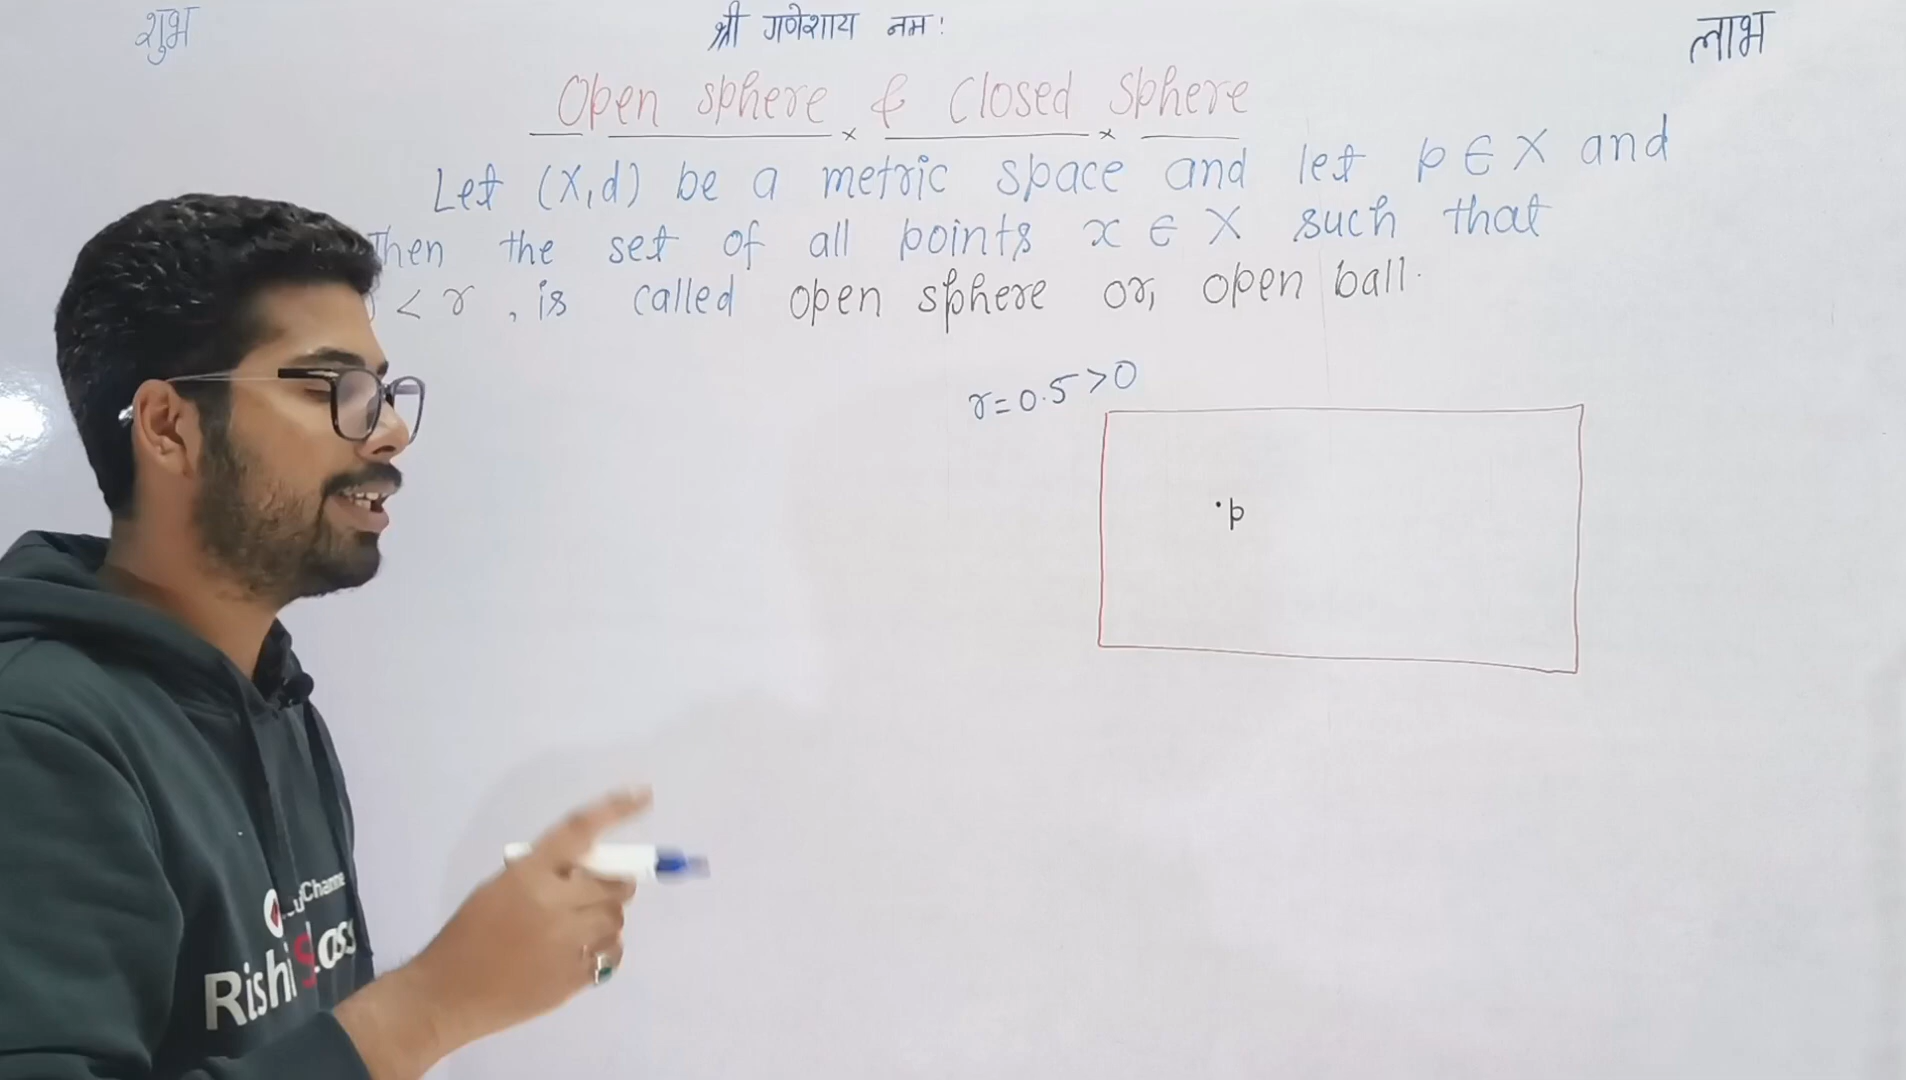 शुभ
श्री गणेशाय नमः
लाभ
Open sphere & Closed Sphere
Let (X,d) be a metric space and let p ∈ X and
Then the set of all points x ∈ X such that
) < r , is called open sphere or, open ball.
r = 0.5 > 0
p
Rishi